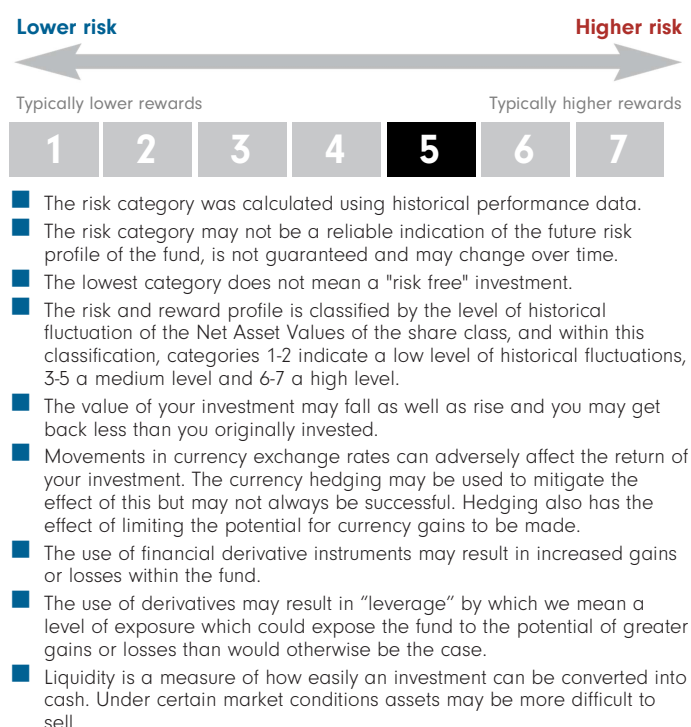 Lower risk Higher risk
Typically lower rewards Typically higher rewards
1 2 3 4 5 6 7
The risk category was calculated using historical performance data.
The risk category may not be a reliable indication of the future risk
profile of the fund, is not guaranteed and may change over time.
The lowest category does not mean a "risk free" investment.
The risk and reward profile is classified by the level of historical
fluctuation of the Net Asset Values of the share class, and within this
classification, categories 1-2 indicate a low level of historical fluctuations,
3-5 a medium level and 6-7 a high level.
The value of your investment may fall as well as rise and you may get
back less than you originally invested.
Movements in currency exchange rates can adversely affect the return of
your investment. The currency hedging may be used to mitigate the
effect of this but may not always be successful. Hedging also has the
effect of limiting the potential for currency gains to be made.
The use of financial derivative instruments may result in increased gains
or losses within the fund.
The use of derivatives may result in “leverage” by which we mean a
level of exposure which could expose the fund to the potential of greater
gains or losses than would otherwise be the case.
Liquidity is a measure of how easily an investment can be converted into
cash. Under certain market conditions assets may be more difficult to
sell